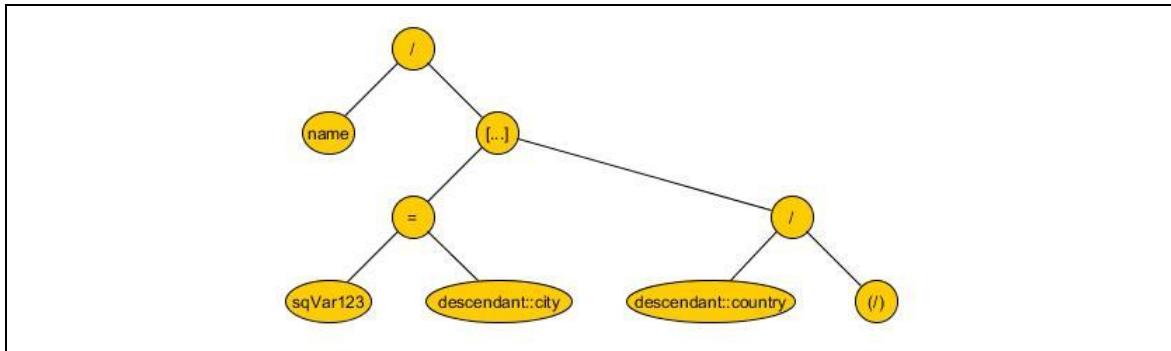 /
name
[...]
=
/
sqVar123
descendant::city
descendant::country
(/)